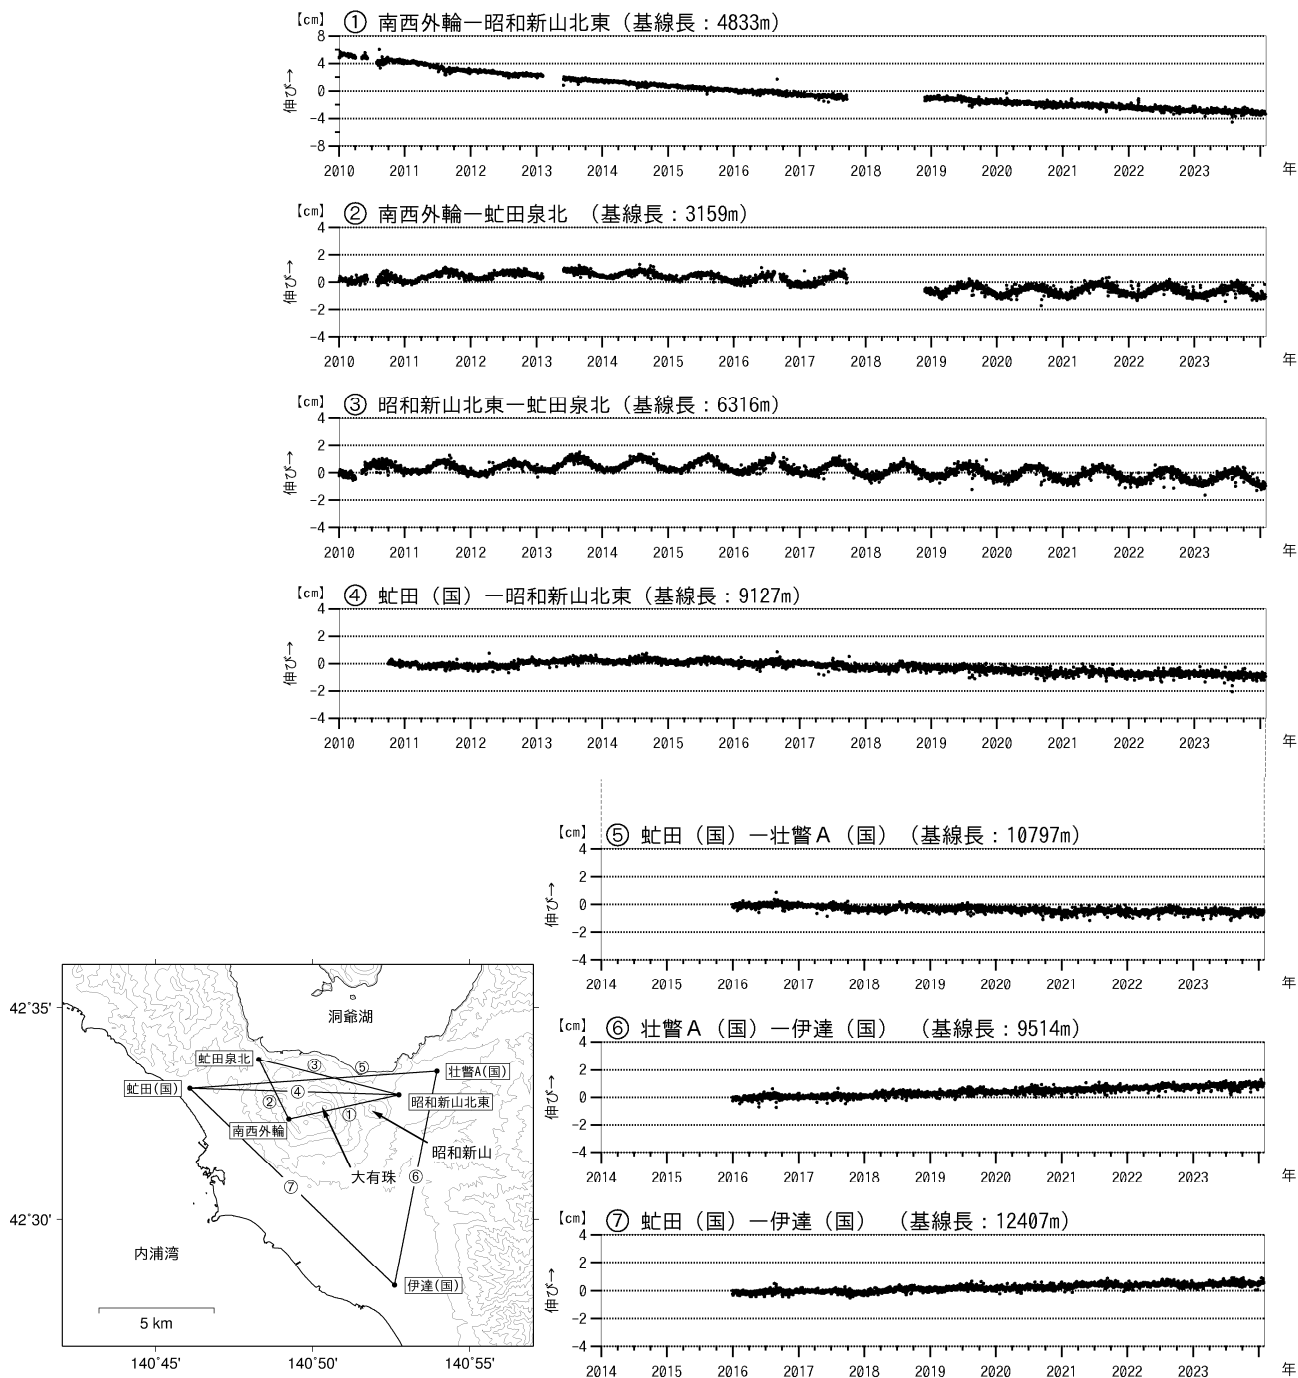 【cm】 ① 南西外輪―昭和新山北東（基線長：4833m）
8
4
0
-4
-8
伸び→
2010 2011 2012 2013 2014 2015 2016 2017 2018 2019 2020 2021 2022 2023 年
【cm】 ② 南西外輪―虻田泉北 （基線長：3159m）
4
2
0
-2
-4
伸び→
2010 2011 2012 2013 2014 2015 2016 2017 2018 2019 2020 2021 2022 2023 年
【cm】 ③ 昭和新山北東―虻田泉北（基線長：6316m）
4
2
0
-2
-4
伸び→
2010 2011 2012 2013 2014 2015 2016 2017 2018 2019 2020 2021 2022 2023 年
【cm】 ④ 虻田（国）―昭和新山北東（基線長：9127m）
4
2
0
-2
-4
伸び→
2010 2011 2012 2013 2014 2015 2016 2017 2018 2019 2020 2021 2022 2023 年
【cm】 ⑤ 虻田（国）―壮瞥Ａ（国）（基線長：10797m）
4
2
0
-2
-4
伸び→
2014 2015 2016 2017 2018 2019 2020 2021 2022 2023 年
【cm】 ⑥ 壮瞥Ａ（国）―伊達（国） （基線長：9514m）
4
2
0
-2
-4
伸び→
2014 2015 2016 2017 2018 2019 2020 2021 2022 2023 年
【cm】 ⑦ 虻田（国）―伊達（国） （基線長：12407m）
4
2
0
-2
-4
伸び→
2014 2015 2016 2017 2018 2019 2020 2021 2022 2023 年
42˚35'
洞爺湖
虻田泉北
③
⑤
壮瞥A(国)
虻田(国)
④
②
昭和新山北東
①
南西外輪
昭和新山
大有珠
⑥
⑦
42˚30'
内浦湾
伊達(国)
5 km
140˚45' 140˚50' 140˚55'